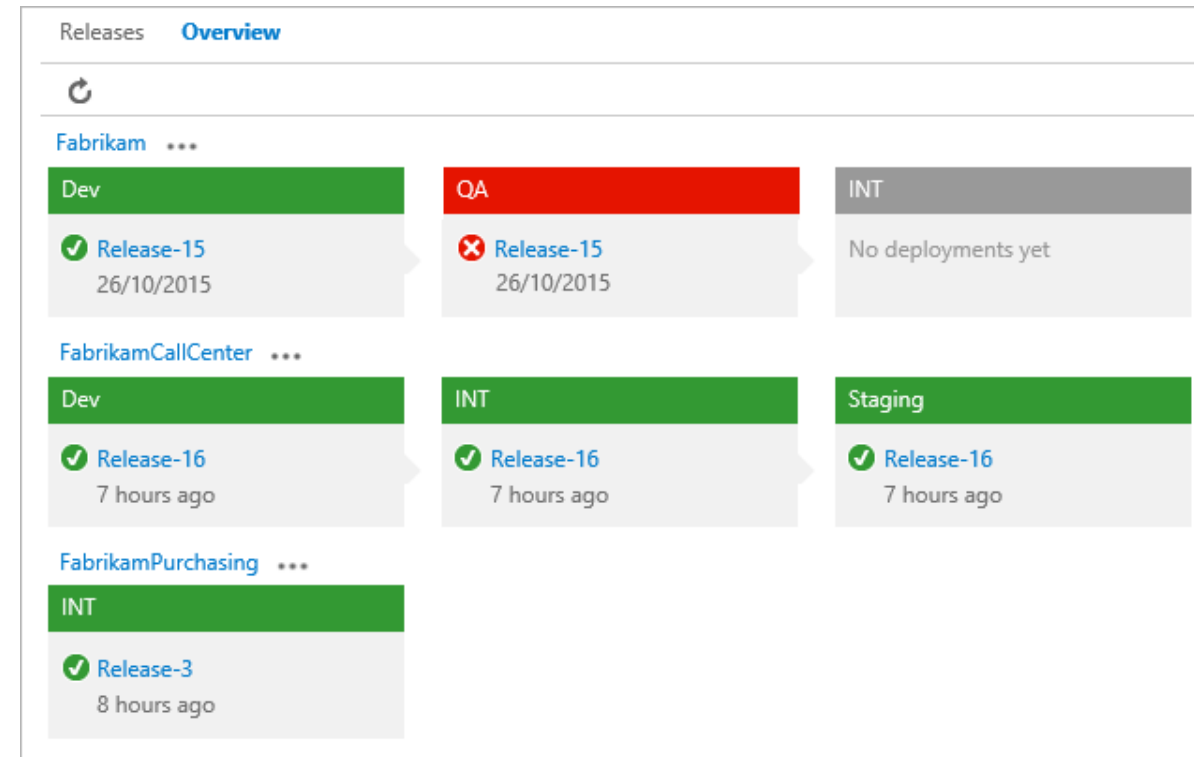 Releases Overview
Fabrikam ...
Dev QA INT
Release-15 Release-15 No deployments yet
26/10/2015 26/10/2015
FabrikamCallCenter ...
Dev INT Staging
Release-16 Release-16 Release-16
7 hours ago 7 hours ago 7 hours ago
FabrikamPurchasing ...
INT
Release-3
8 hours ago